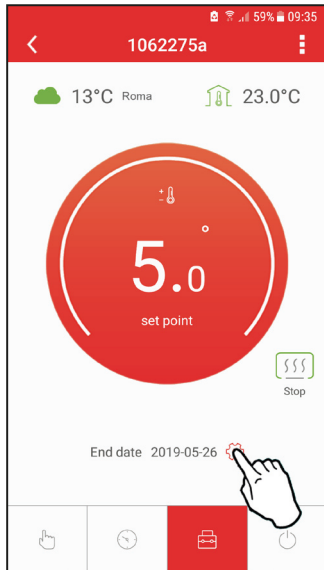 59% 09:35
1062275a
13°C Roma 23.0°C
5.0°
set point
Stop
End date 2019-05-26